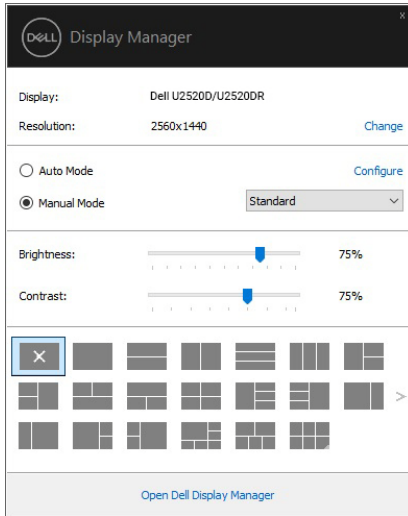 x
DELL Display Manager
Display: Dell U2520D/U2520DR
Resolution: 2560x1440 Change
Auto Mode Configure
Manual Mode Standard
Brightness: 75%
Contrast: 75%
Open Dell Display Manager